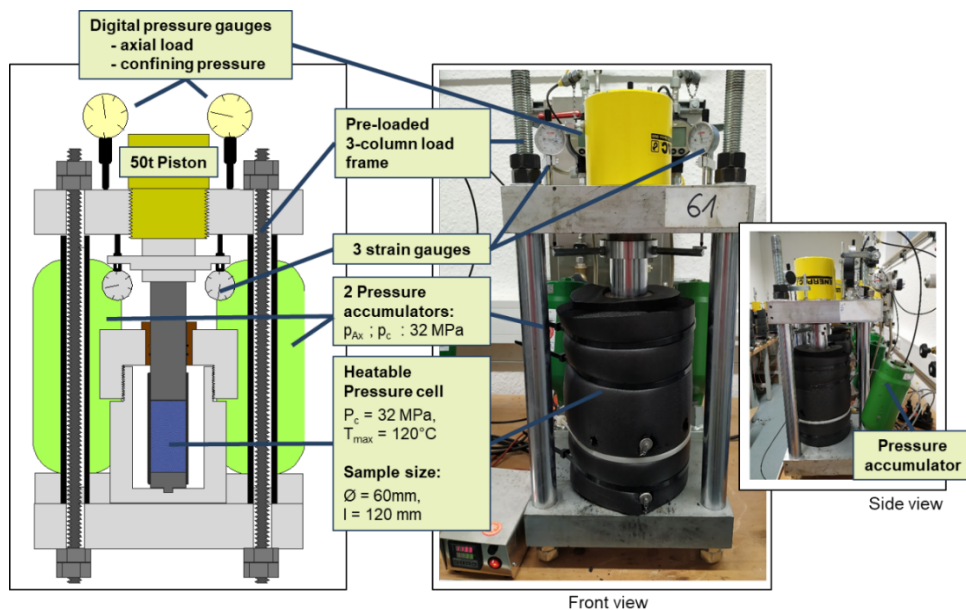 Digital pressure gauges
- axial load
- confining pressure
50t Piston
Pre-loaded
3-column load
frame
3 strain gauges
2 Pressure
accumulators:
pAx ; pc : 32 MPa
Heatable
Pressure cell
Pc = 32 MPa,
Tmax = 120°C
Sample size:
Ø = 60mm,
l = 120 mm
61
Pressure
accumulator
Side view
Front view